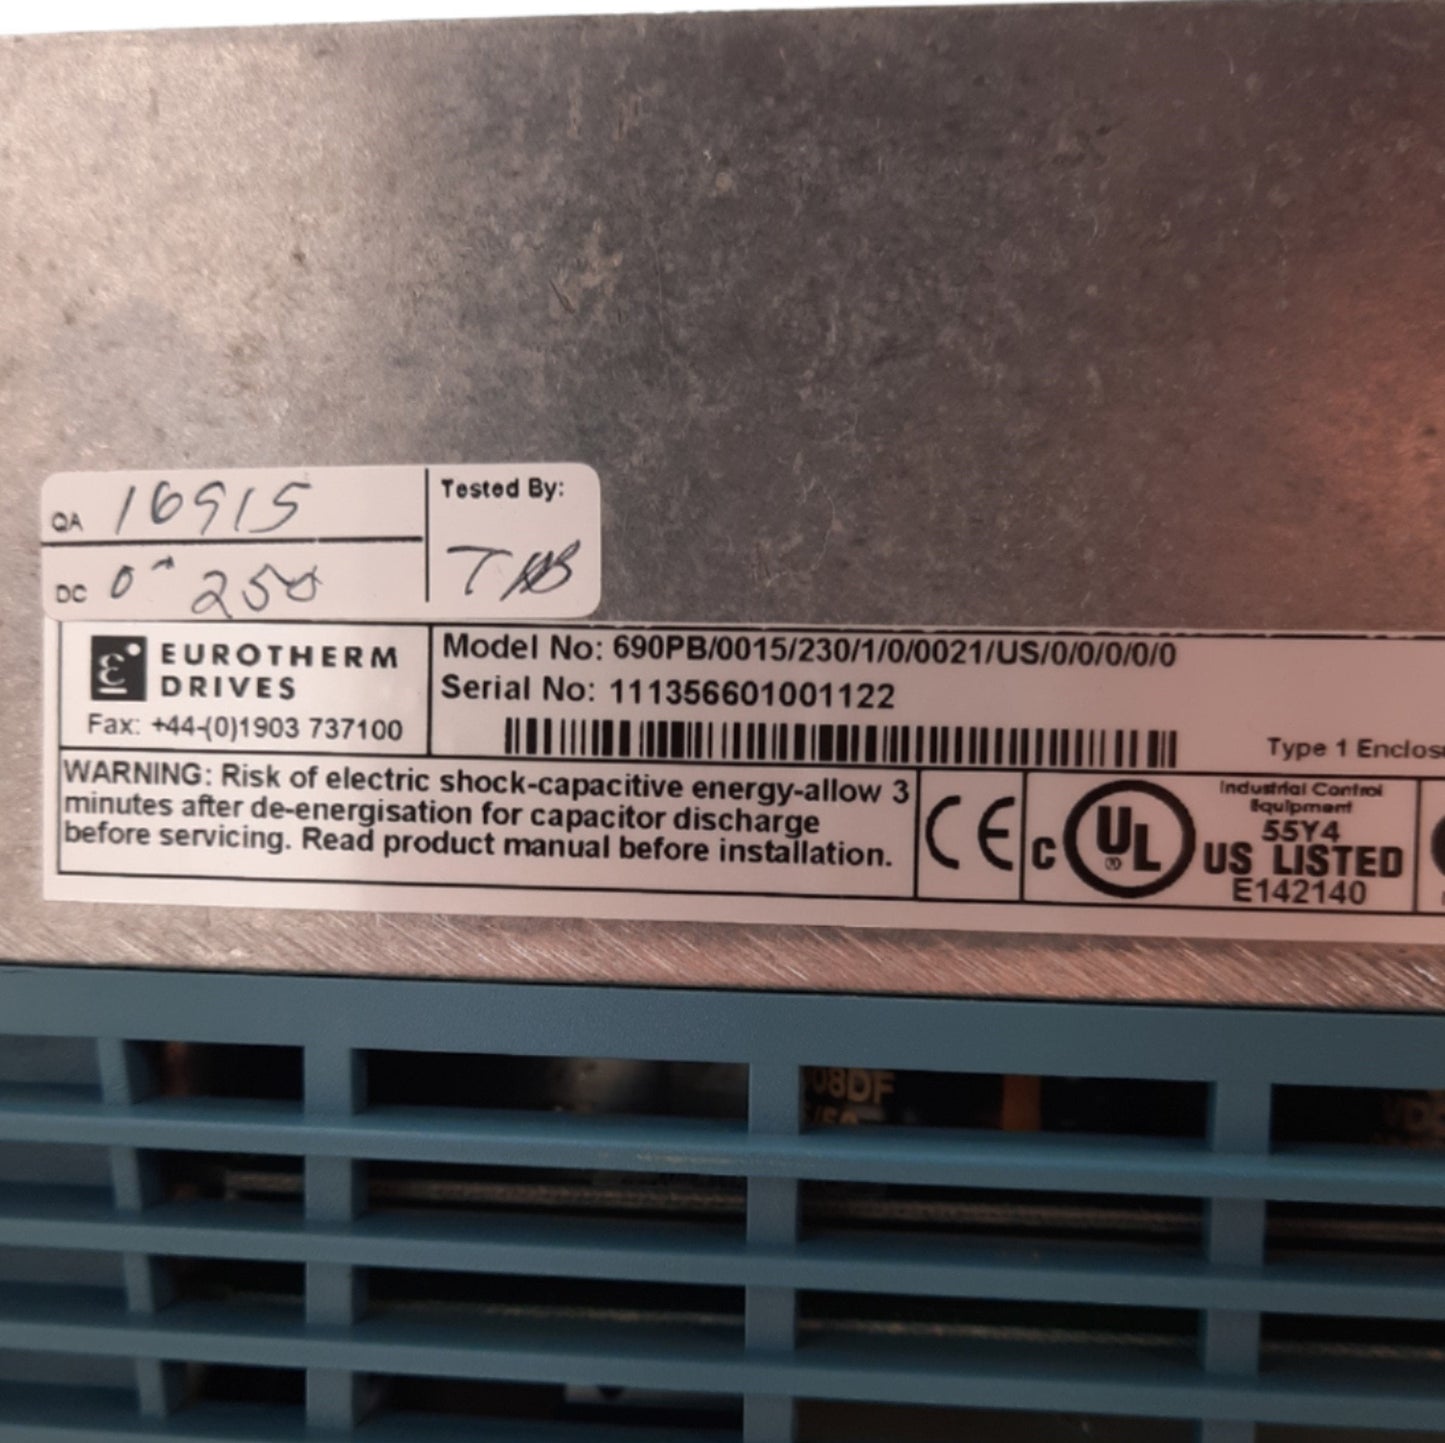 QA 16915
DC 250
Tested By:
EUROTHERM
DRIVES
Fax: +44-(0)1903 737100
Model No: 690PB/0015/230/1/0/0021/US/0/0/0/0/0
Serial No: 111356601001122
Type 1
WARNING: Risk of electric shock-capacitive energy-allow 3
minutes after de-energisation for capacitor discharge
before servicing. Read product manual before installation.
CE
C UL US
Industrial Control
Equipment
55Y4
LISTED
E142140
08DF